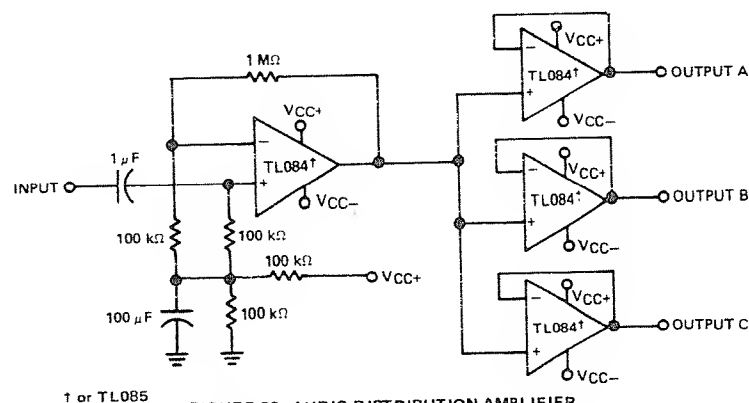 1 MΩ
VCC+
−
TL084†
+
VCC−
1 μF
INPUT
100 kΩ
100 kΩ
100 kΩ
VCC+
100 μF
100 kΩ
−
VCC+
TL084†
+
VCC−
OUTPUT A
−
VCC+
TL084†
+
VCC−
OUTPUT B
−
VCC+
TL084†
+
VCC−
OUTPUT C
† or TL085
AUDIO DISTRIBUTION AMPLIFIER